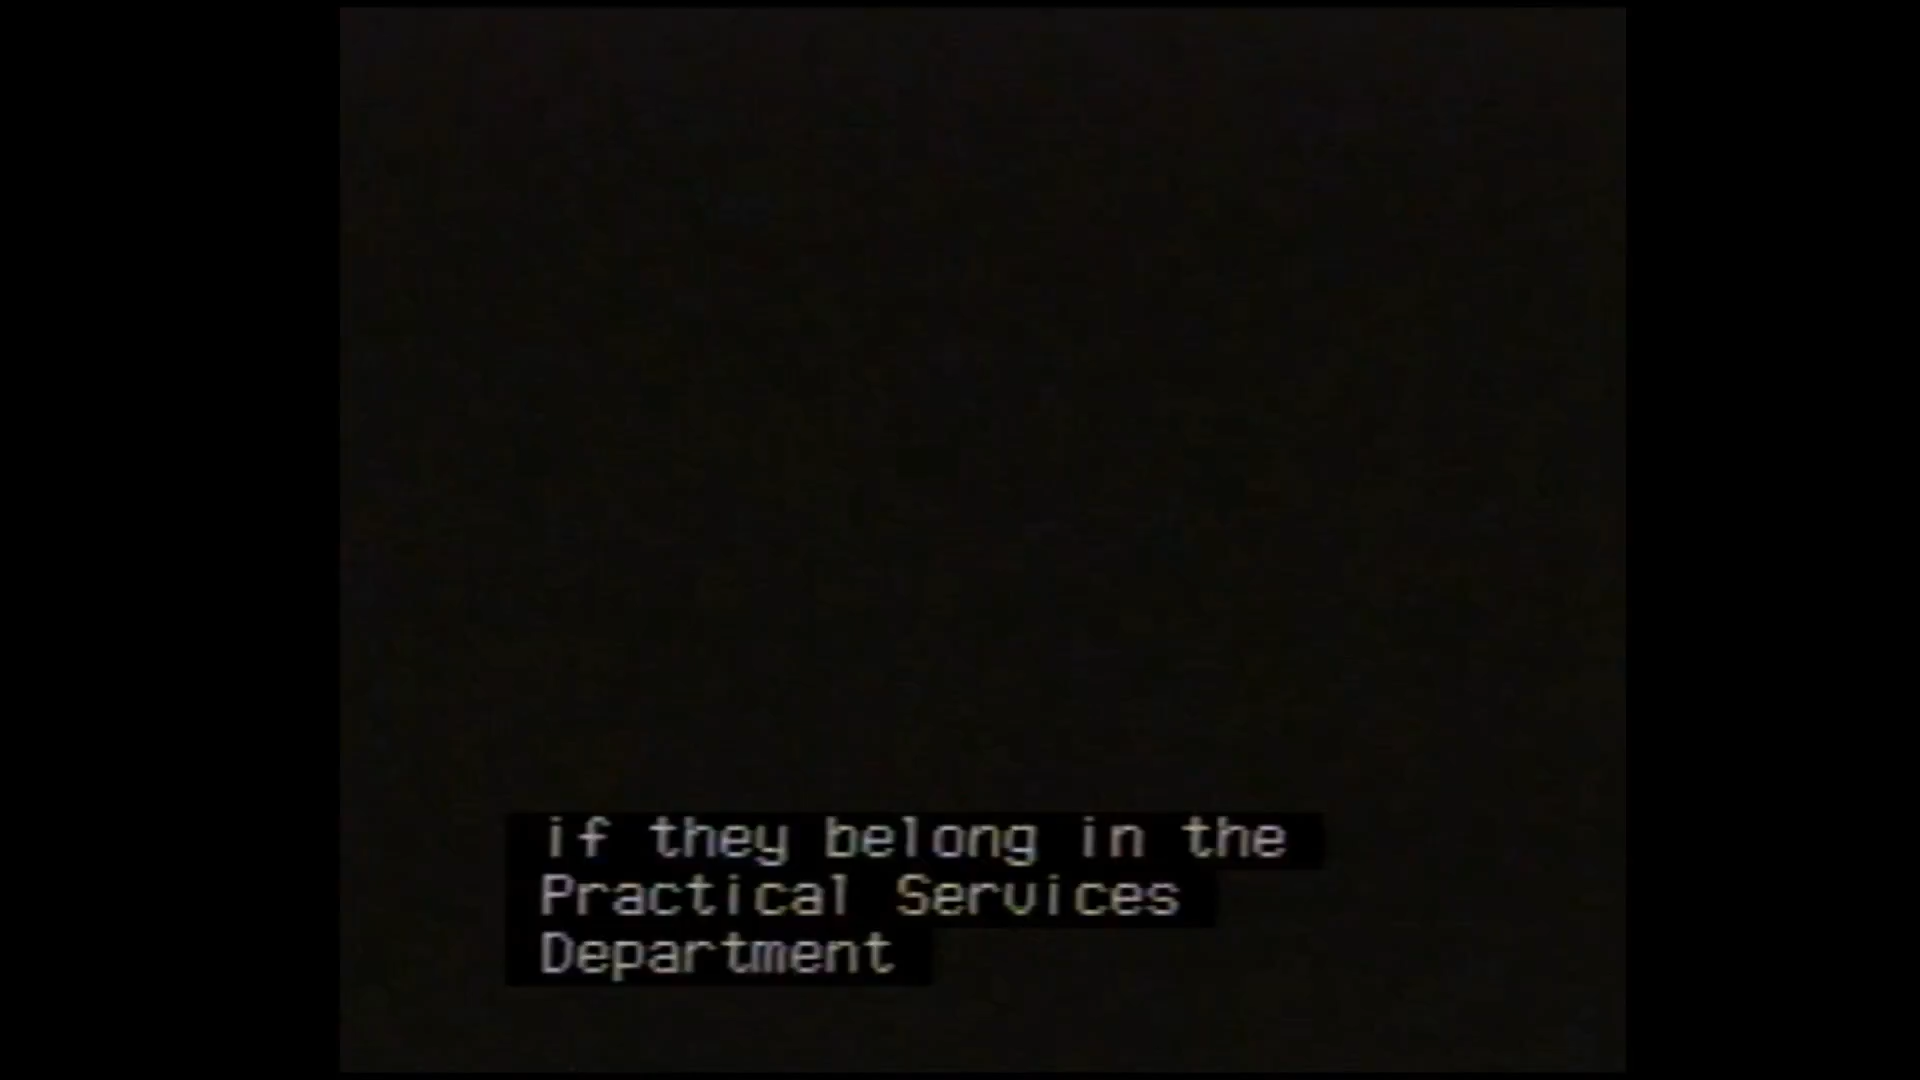 if they belong in the
Practical Services
Department